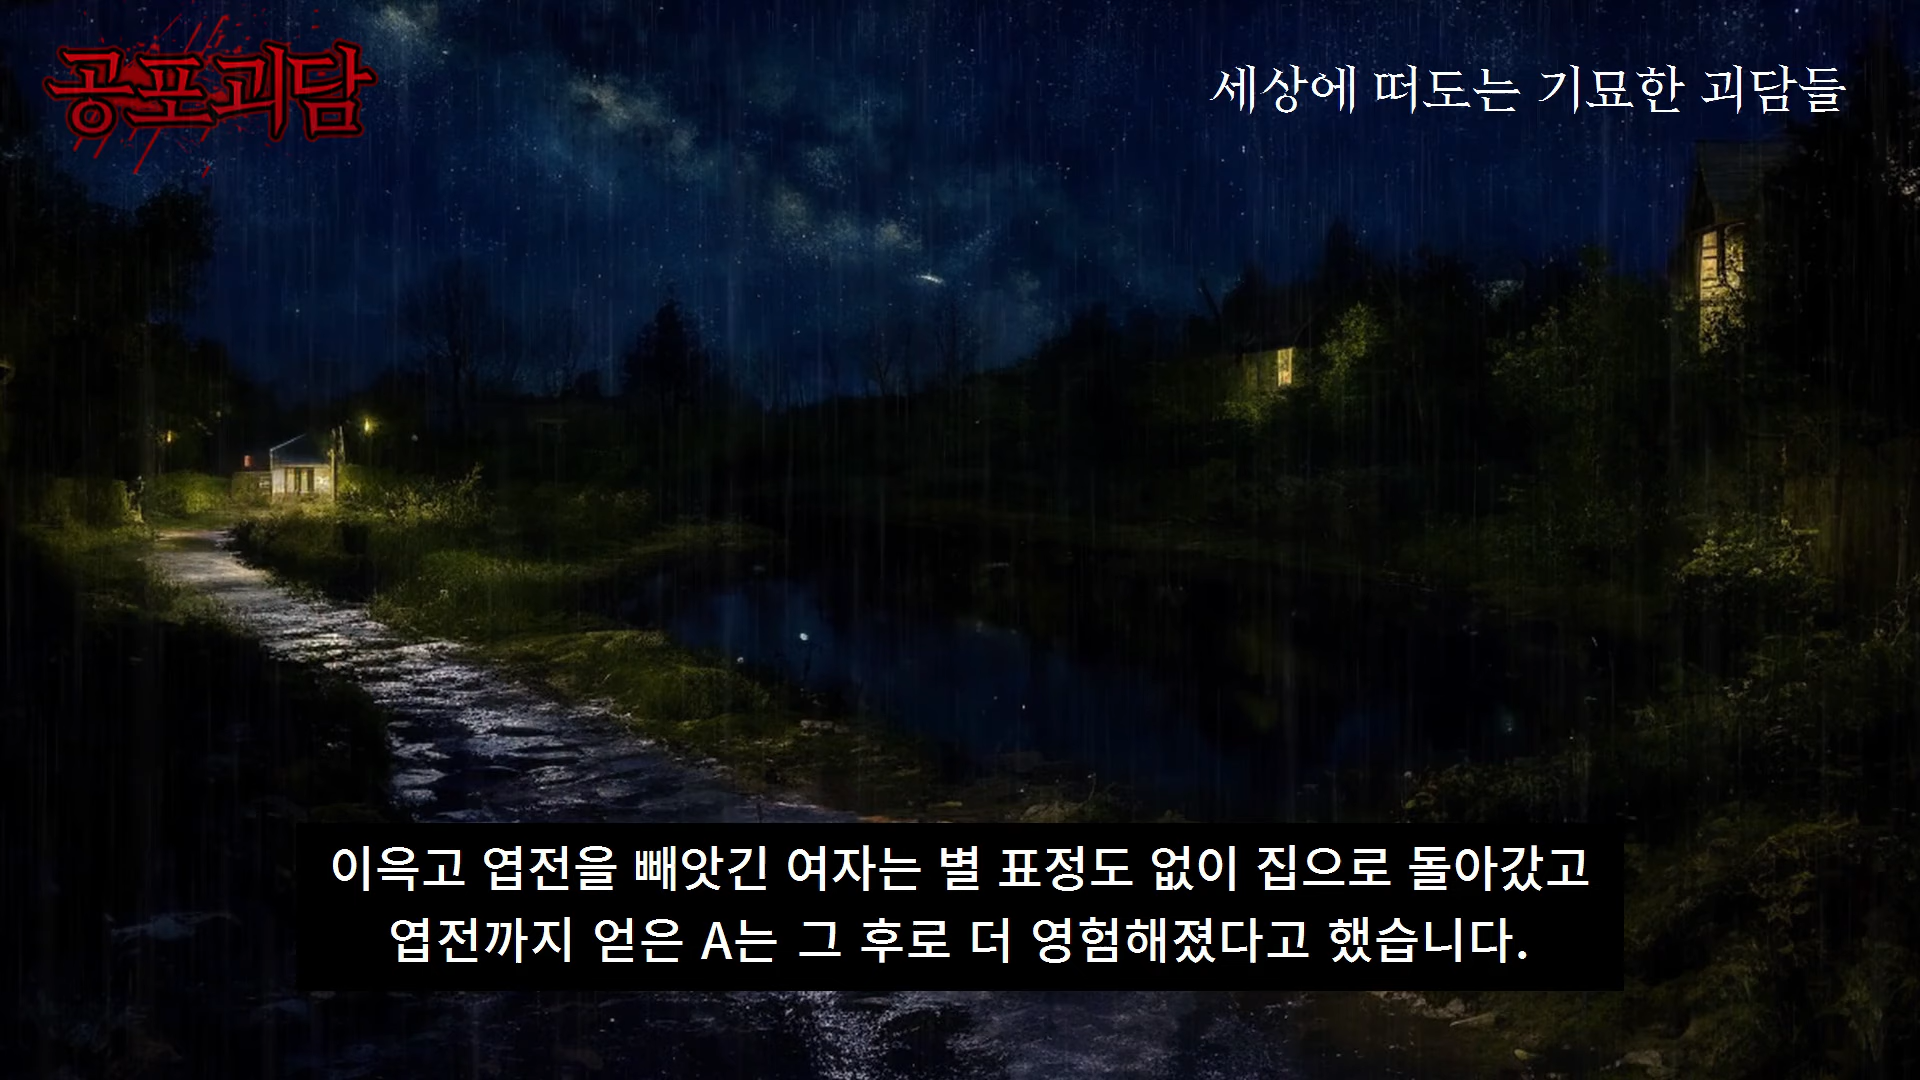 공포괴담
세상에 떠도는 기묘한 괴담들
이윽고 엽전을 빼앗긴 여자는 별 표정도 없이 집으로 돌아갔고
엽전까지 얻은 A는 그 후로 더 영험해졌다고 했습니다.